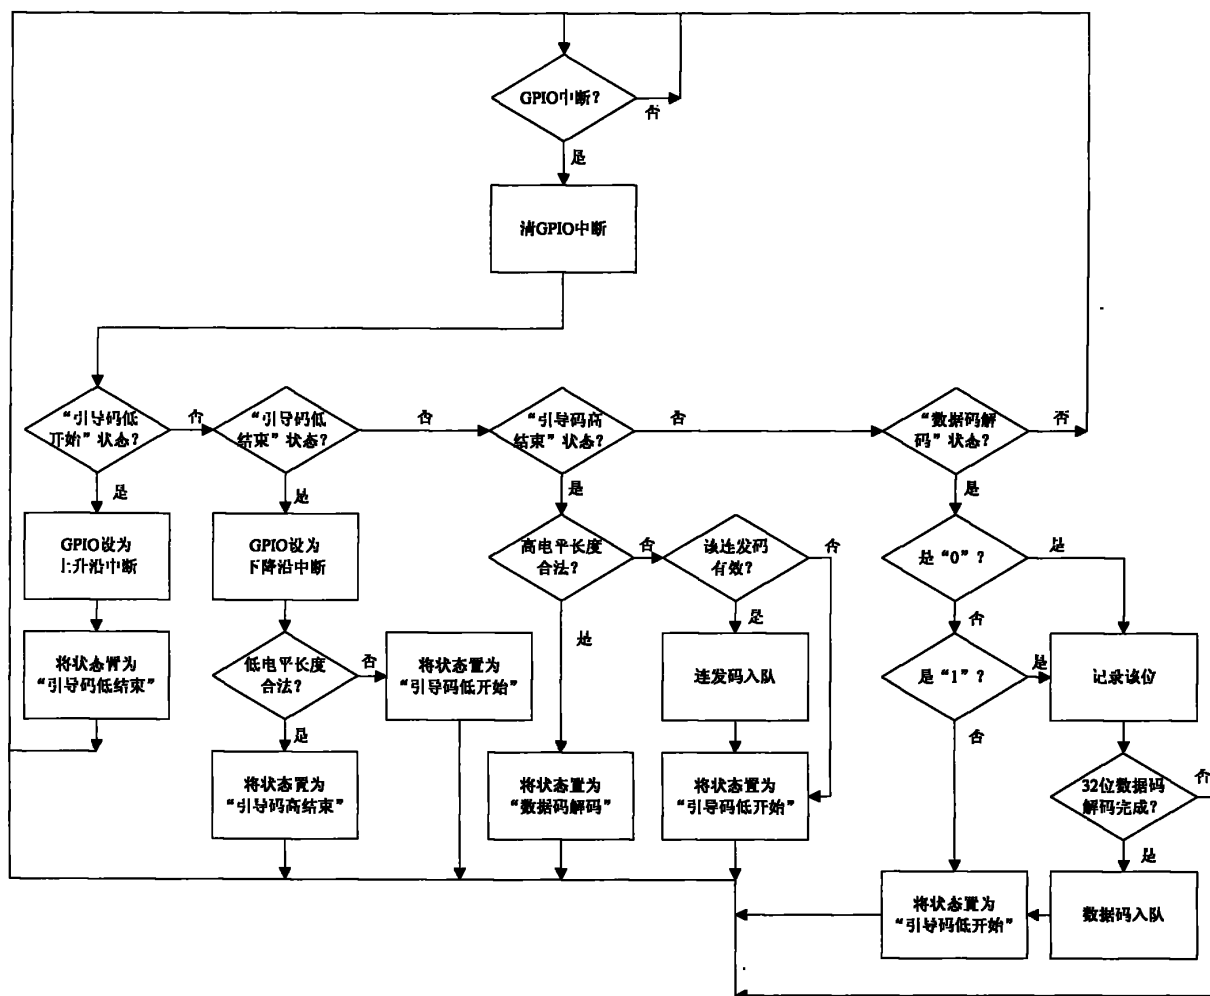 GPIO中断？
否
是
清GPIO中断
“引导码低
开始”状态？
否
“引导码低
结束”状态？
否
“引导码高
结束”状态？
否
“数据码解
码”状态？
否
是
是
是
是
GPIO设为
上升沿中断
GPIO设为
下降沿中断
高电平长度
合法？
否
该连发码
有效？
否
是“0”？
是
是
是
否
将状态置为
“引导码低结束”
低电平长度
合法？
否
将状态置为
“引导码低开始”
连发码入队
是“1”？
是
记录该位
是
否
将状态置为
“引导码高结束”
将状态置为
“数据码解码”
将状态置为
“引导码低开始”
32位数据码
解码完成？
否
是
将状态置为
“引导码低开始”
数据码入队